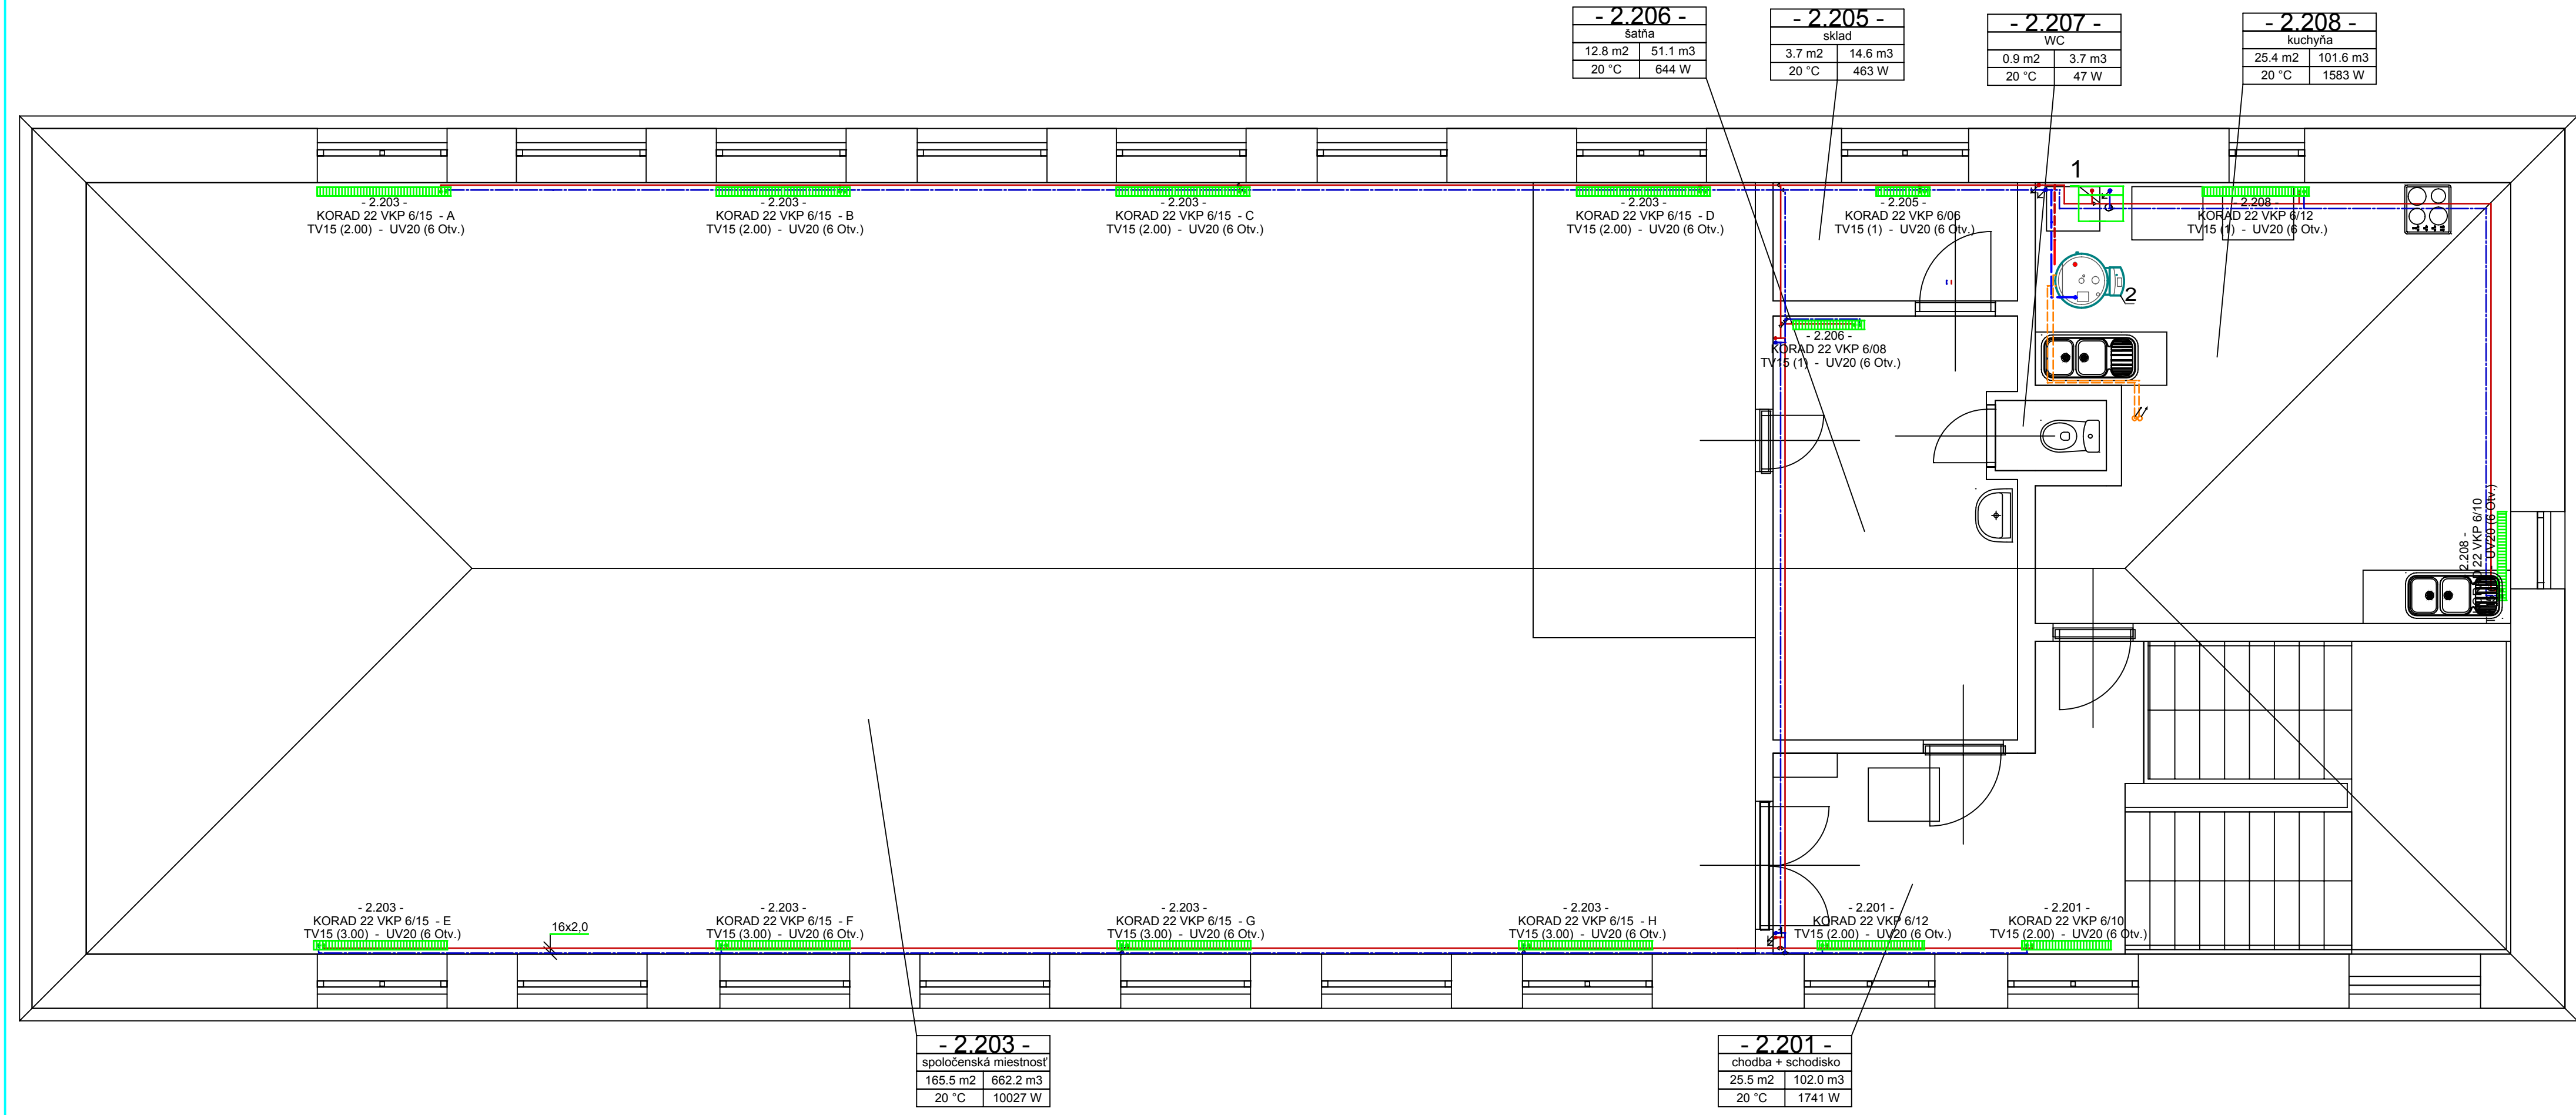 - 2.206 -
šatňa
12.8 m2 51.1 m3
20 °C 644 W
- 2.205 -
sklad
3.7 m2 14.6 m3
20 °C 463 W
- 2.207 -
WC
0.9 m2 3.7 m3
20 °C 47 W
- 2.208 -
kuchyňa
25.4 m2 101.6 m3
20 °C 1583 W
- 2.203 -
KORAD 22 VKP 6/15 - A
TV15 (2.00) - UV20 (6 Otv.)
- 2.203 -
KORAD 22 VKP 6/15 - B
TV15 (2.00) - UV20 (6 Otv.)
- 2.203 -
KORAD 22 VKP 6/15 - C
TV15 (2.00) - UV20 (6 Otv.)
- 2.203 -
KORAD 22 VKP 6/15 - D
TV15 (2.00) - UV20 (6 Otv.)
- 2.205 -
KORAD 22 VKP 6/06
TV15 (1) - UV20 (6 Otv.)
1
- 2.208 -
KORAD 22 VKP 6/12
TV15 (1) - UV20 (6 Otv.)
2
- 2.206 -
KORAD 22 VKP 6/08
TV15 (1) - UV20 (6 Otv.)
2.208 -
22 VKP 6/10
UV20 (6 Otv.)
- 2.203 -
KORAD 22 VKP 6/15 - E
TV15 (3.00) - UV20 (6 Otv.)
16x2,0
- 2.203 -
KORAD 22 VKP 6/15 - F
TV15 (3.00) - UV20 (6 Otv.)
- 2.203 -
KORAD 22 VKP 6/15 - G
TV15 (3.00) - UV20 (6 Otv.)
- 2.203 -
KORAD 22 VKP 6/15 - H
TV15 (3.00) - UV20 (6 Otv.)
- 2.201 -
KORAD 22 VKP 6/12
TV15 (2.00) - UV20 (6 Otv.)
- 2.201 -
KORAD 22 VKP 6/10
TV15 (2.00) - UV20 (6 Otv.)
- 2.203 -
spoločenská miestnosť
165.5 m2 662.2 m3
20 °C 10027 W
- 2.201 -
chodba + schodisko
25.5 m2 102.0 m3
20 °C 1741 W